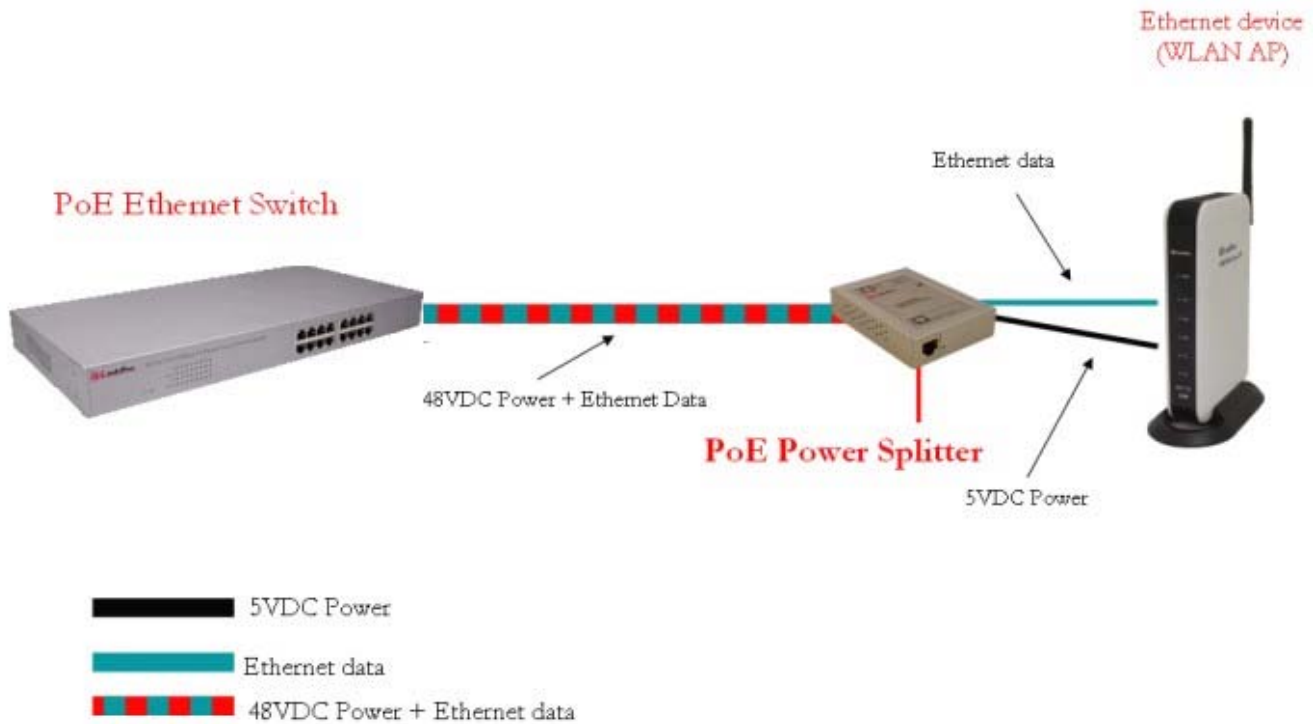 Ethernet device
(WLAN AP)
Ethernet data
PoE Ethernet Switch
48VDC Power + Ethernet Data
PoE Power Splitter
5VDC Power
5VDC Power
Ethernet data
48VDC Power + Ethernet data